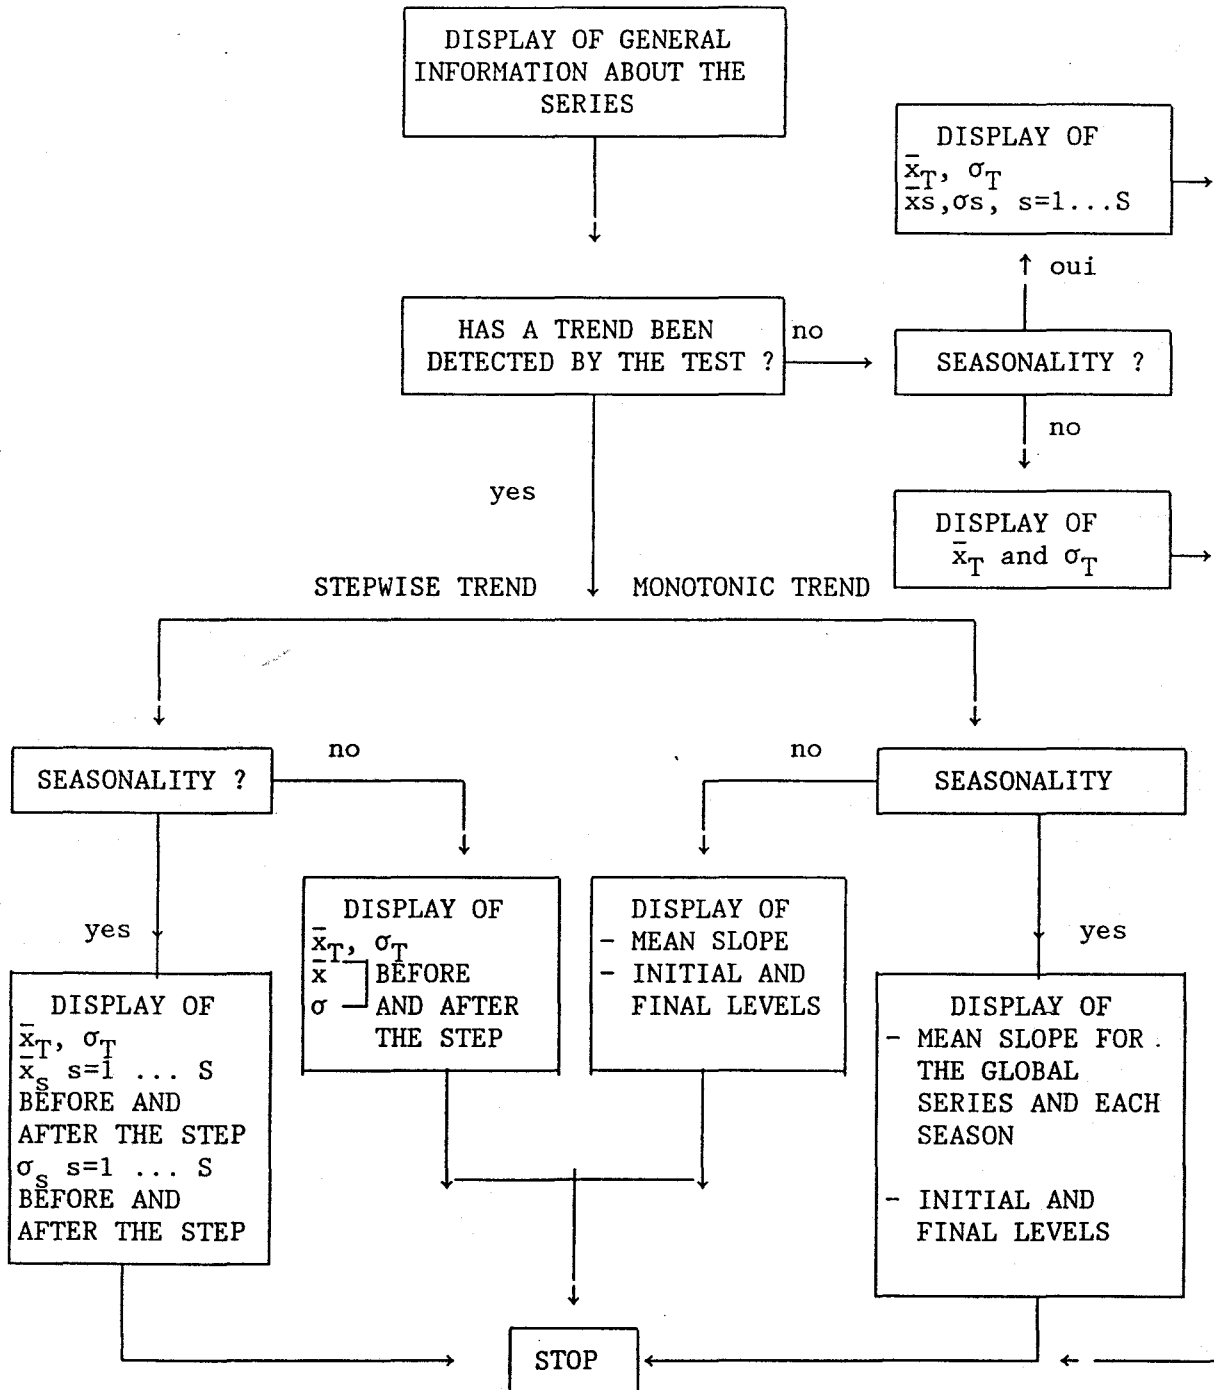 DISPLAY OF GENERAL
INFORMATION ABOUT THE
SERIES
DISPLAY OF
x̄T, σT
x̄s,σs, s=1...S
oui
HAS A TREND BEEN
DETECTED BY THE TEST ?
no
SEASONALITY ?
no
yes
DISPLAY OF
x̄T and σT
STEPWISE TREND
MONOTONIC TREND
SEASONALITY ?
no
no
SEASONALITY
yes
DISPLAY OF
x̄T, σT
x̄ BEFORE
σ AND AFTER
THE STEP
DISPLAY OF
- MEAN SLOPE
- INITIAL AND
FINAL LEVELS
yes
DISPLAY OF
x̄T, σT
x̄s s=1 ... S
BEFORE AND
AFTER THE STEP
σs s=1 ... S
BEFORE AND
AFTER THE STEP
DISPLAY OF
- MEAN SLOPE FOR
THE GLOBAL
SERIES AND EACH
SEASON
- INITIAL AND
FINAL LEVELS
STOP